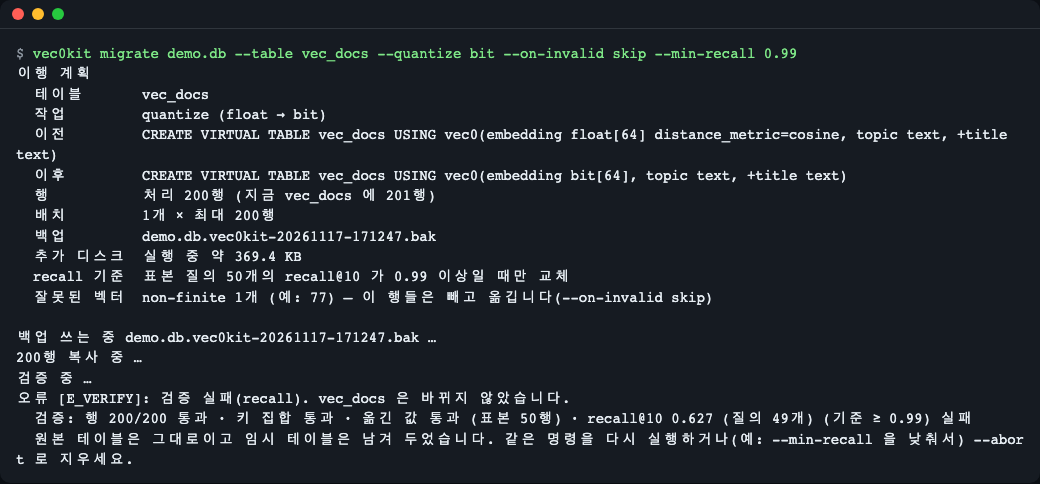 $ vec0kit migrate demo.db --table vec_docs --quantize bit --on-invalid skip --min-recall 0.99
이행 계획
테이블 vec_docs
작업 quantize (float → bit)
이전 CREATE VIRTUAL TABLE vec_docs USING vec0(embedding float[64] distance_metric=cosine, topic text, +title
text)
이후 CREATE VIRTUAL TABLE vec_docs USING vec0(embedding bit[64], topic text, +title text)
행 처리 200행 (지금 vec_docs 에 201행)
배치 1개 × 최대 200행
백업 demo.db.vec0kit-20261117-171247.bak
추가 디스크 실행 중 약 369.4 KB
recall 기준 표본 질의 50개의 recall@10 가 0.99 이상일 때만 교체
잘못된 벡터 non-finite 1개 (예: 77) — 이 행들은 빼고 옮깁니다(--on-invalid skip)
백업 쓰는 중 demo.db.vec0kit-20261117-171247.bak …
200행 복사 중 …
검증 중 …
오류 [E_VERIFY]: 검증 실패(recall). vec_docs 은 바뀌지 않았습니다.
검증: 행 200/200 통과 · 키 집합 통과 · 옮긴 값 통과 (표본 50행) · recall@10 0.627 (질의 49개) (기준 ≥ 0.99) 실패
원본 테이블은 그대로이고 임시 테이블은 남겨 두었습니다. 같은 명령을 다시 실행하거나(예: --min-recall 을 낮춰서) --abor
t 로 지우세요.